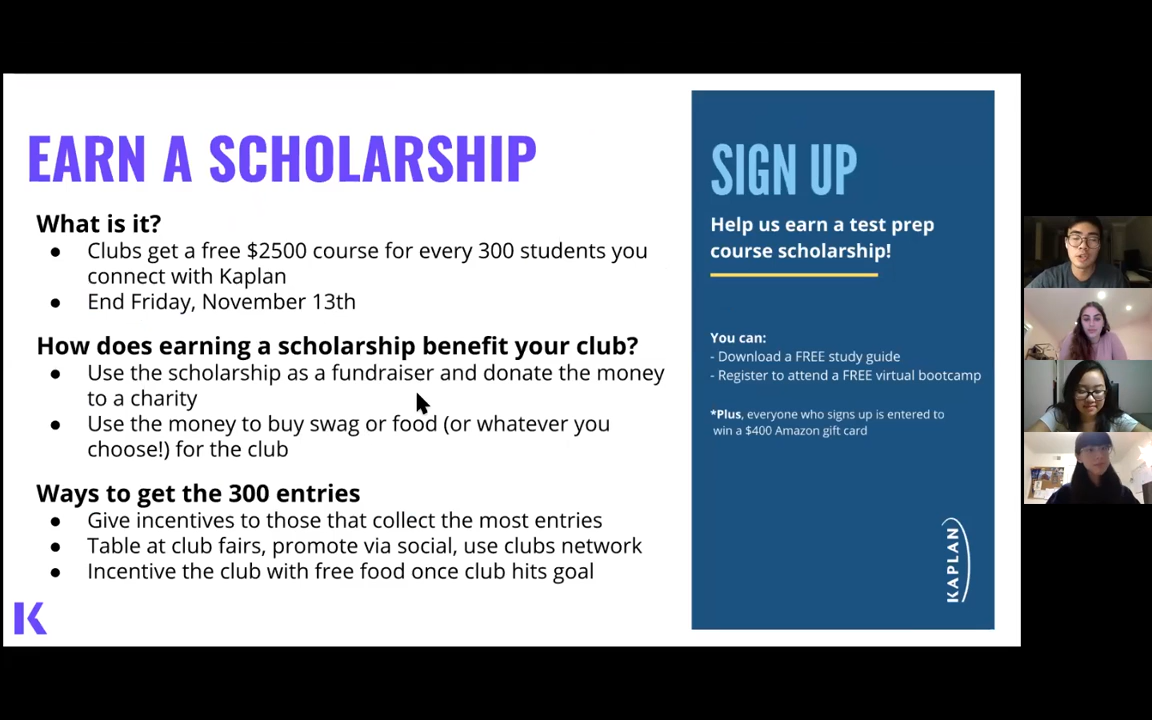 EARN A SCHOLARSHIP
What is it?
● Clubs get a free $2500 course for every 300 students you
connect with Kaplan
● End Friday, November 13th
How does earning a scholarship benefit your club?
● Use the scholarship as a fundraiser and donate the money
to a charity
● Use the money to buy swag or food (or whatever you
choose!) for the club
Ways to get the 300 entries
● Give incentives to those that collect the most entries
● Table at club fairs, promote via social, use clubs network
● Incentive the club with free food once club hits goal
K
SIGN UP
Help us earn a test prep
course scholarship!
You can:
- Download a FREE study guide
- Register to attend a FREE virtual bootcamp
*Plus, everyone who signs up is entered to
win a $400 Amazon gift card
KAPLAN